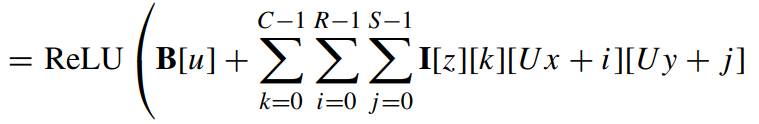 C−1 R−1 S−1
= ReLU ( B[u] + ∑ ∑ ∑ I[z][k][Ux + i][Uy + j]
k=0 i=0 j=0